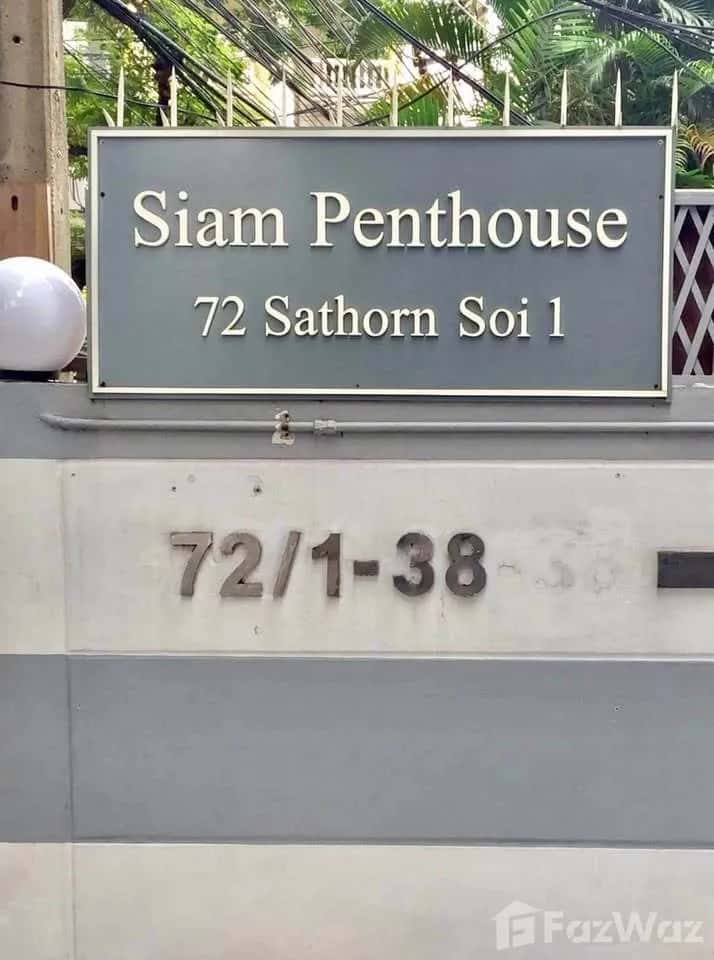 Siam Penthouse
72 Sathorn Soi 1
72/1-38
FazWaz